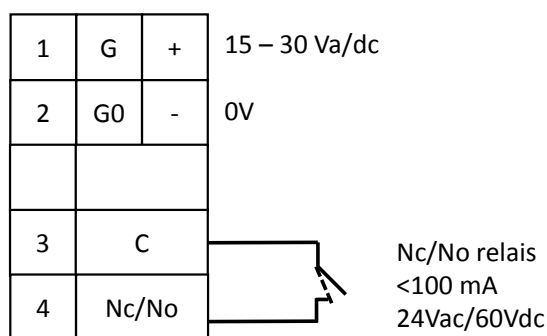 1 G + 15 – 30 Va/dc
2 G0 - 0V
3 C
4 Nc/No
Nc/No relais
<100 mA
24Vac/60Vdc